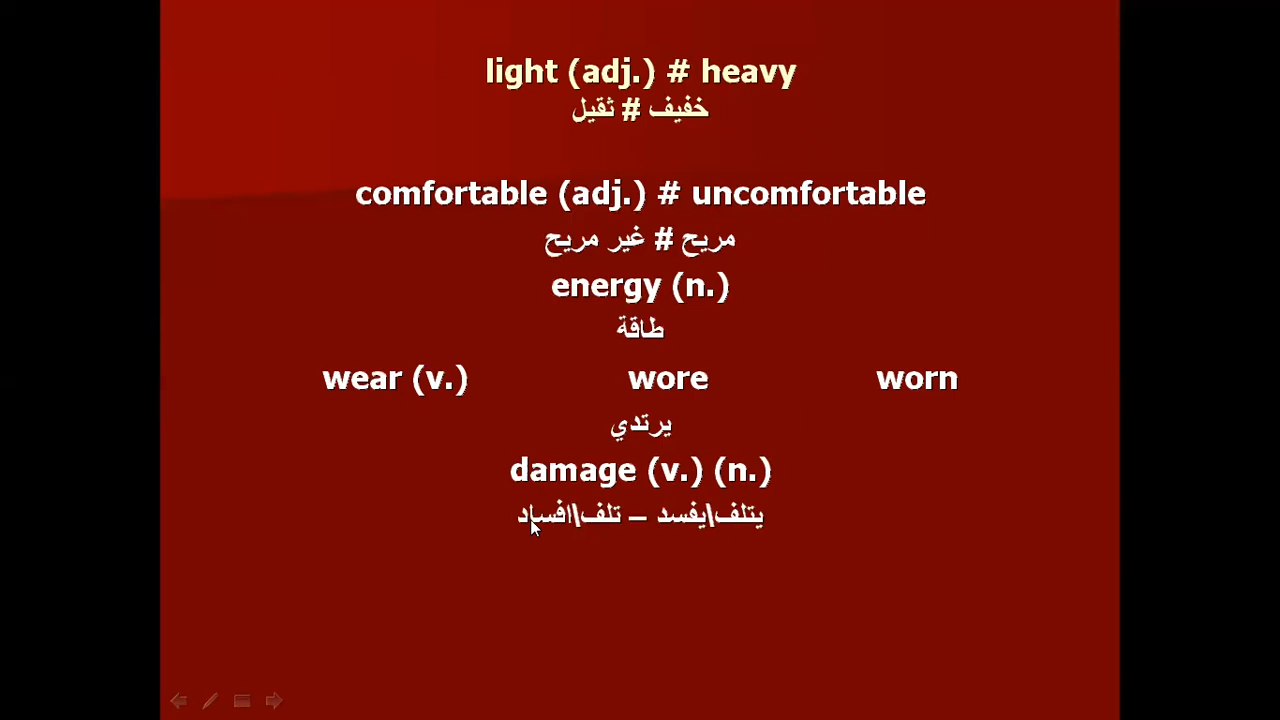 light (adj.) # heavy
خفيف # ثقيل
comfortable (adj.) # uncomfortable
مريح # غير مريح
energy (n.)
طاقة
wear (v.) wore worn
يرتدي
damage (v.) (n.)
يتلف\يفسد – تلف\افساد